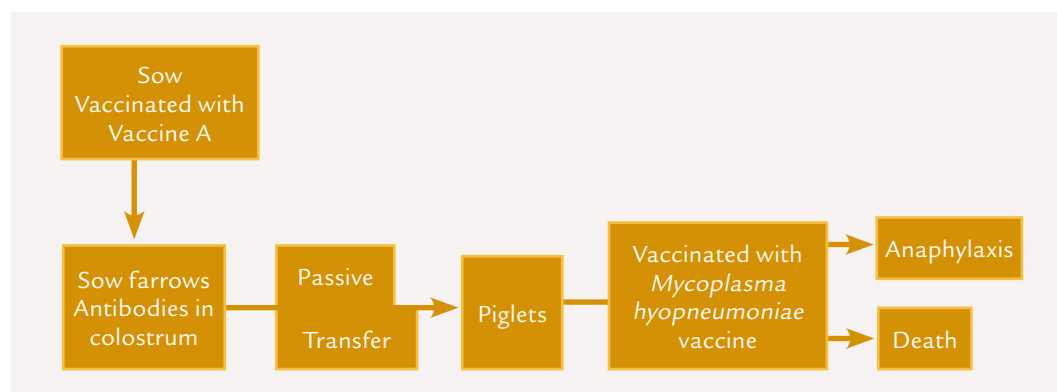 Sow
Vaccinated with
Vaccine A
Sow farrows
Antibodies in
colostrum
Passive
Transfer
Piglets
Vaccinated with
Mycoplasma
hyopneumoniae
vaccine
Anaphylaxis
Death